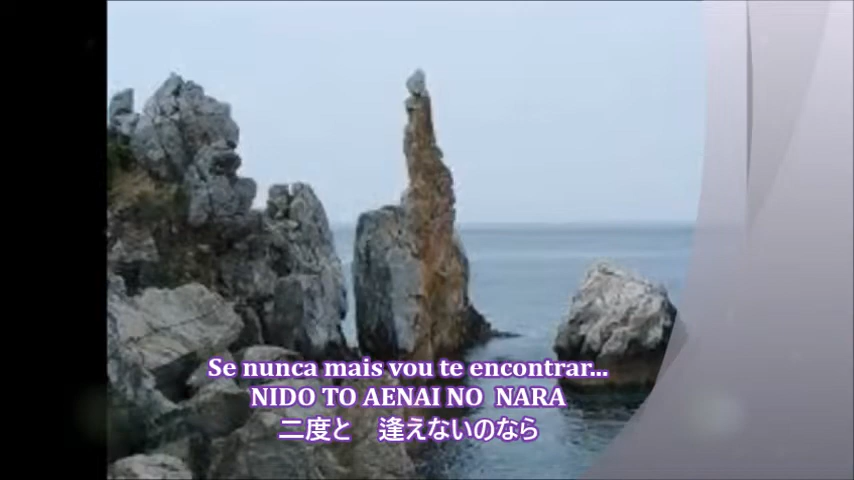 Se nunca mais vou te encontrar...
NIDO TO AENAI NO NARA
二度と　逢えないのなら